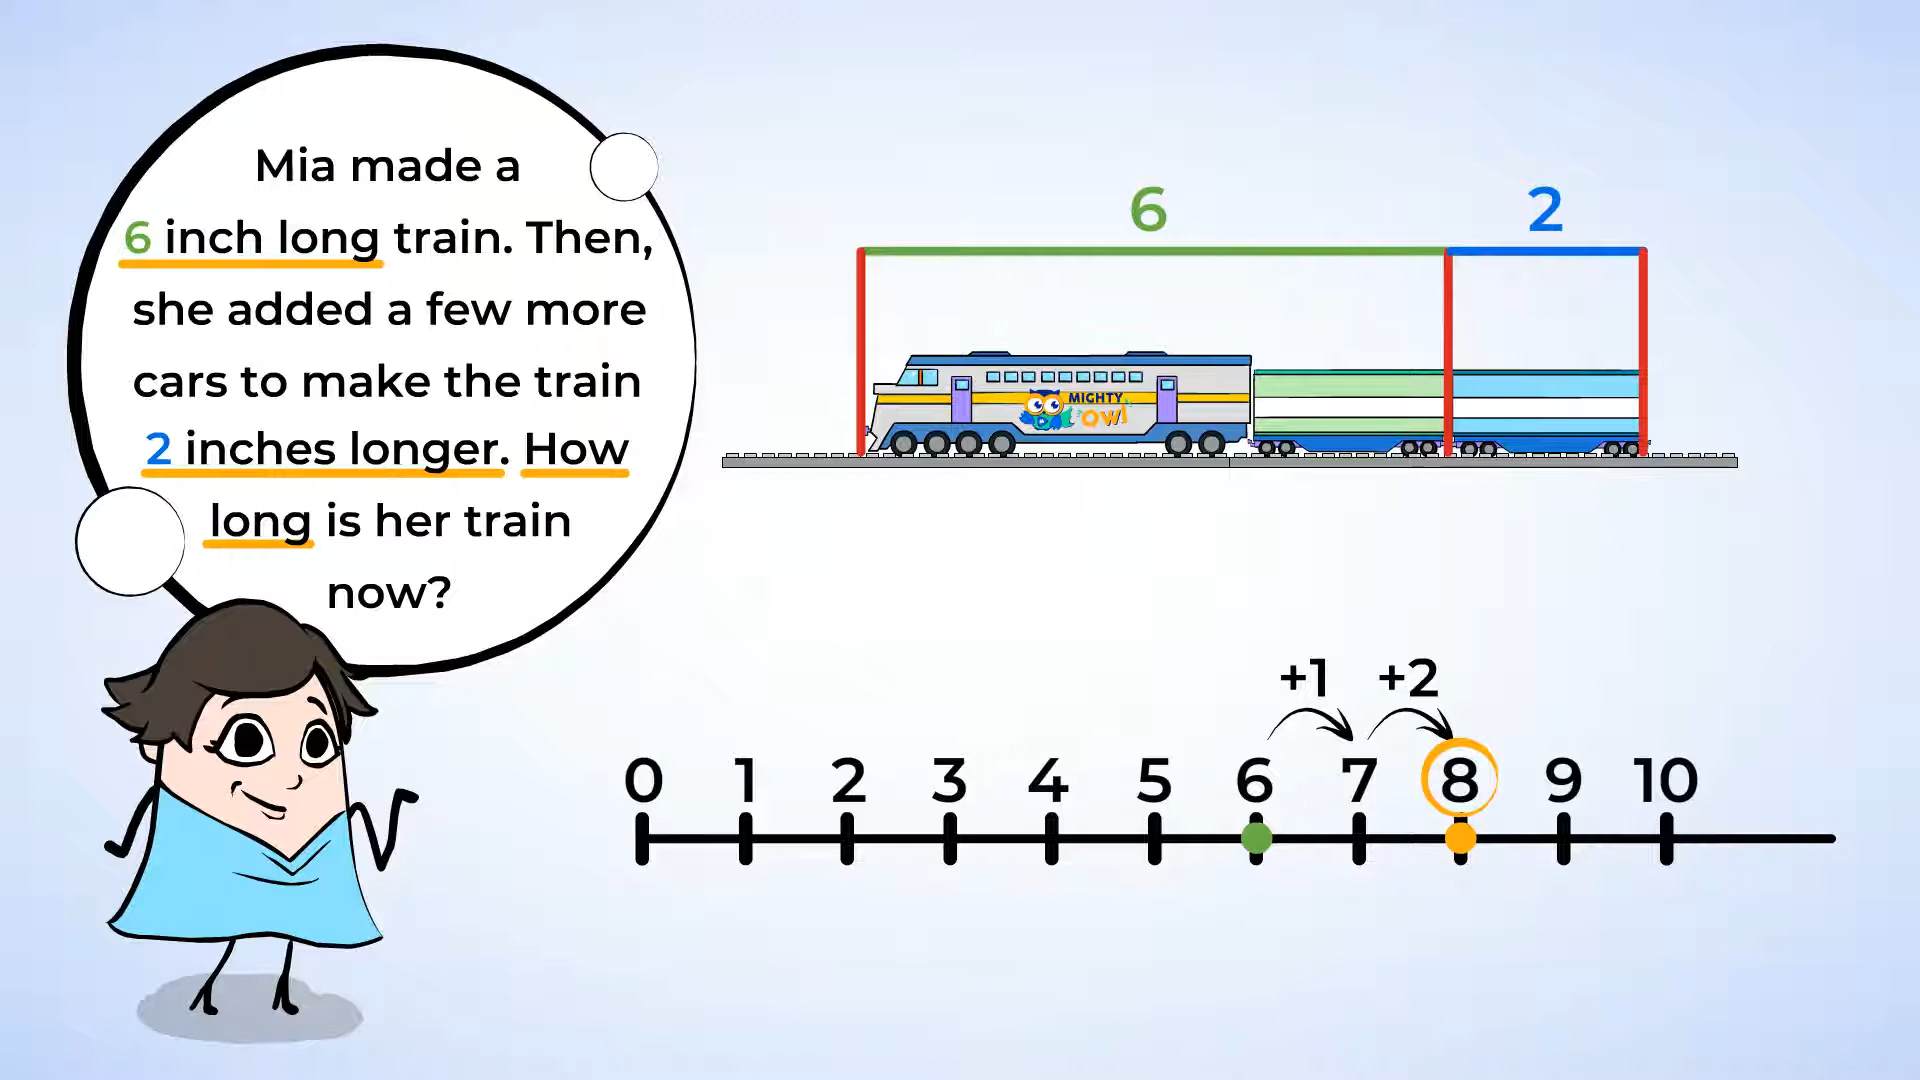 Mia made a
6 inch long train. Then,
she added a few more
cars to make the train
2 inches longer. How
long is her train
now?
6 2
MIGHTY
OWL
+1 +2
0 1 2 3 4 5 6 7 8 9 10